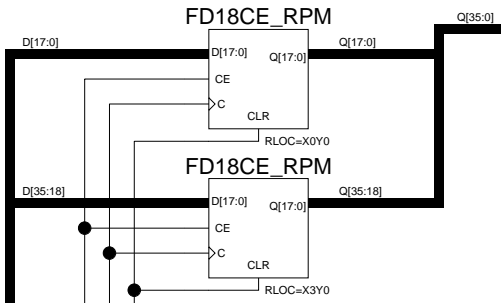 FD18CE_RPM
Q[35:0]
D[17:0]
Q[17:0]
D[17:0]
Q[17:0]
CE
C
CLR
RLOC=X0Y0
FD18CE_RPM
D[35:18]
Q[35:18]
D[17:0]
Q[17:0]
CE
C
CLR
RLOC=X3Y0